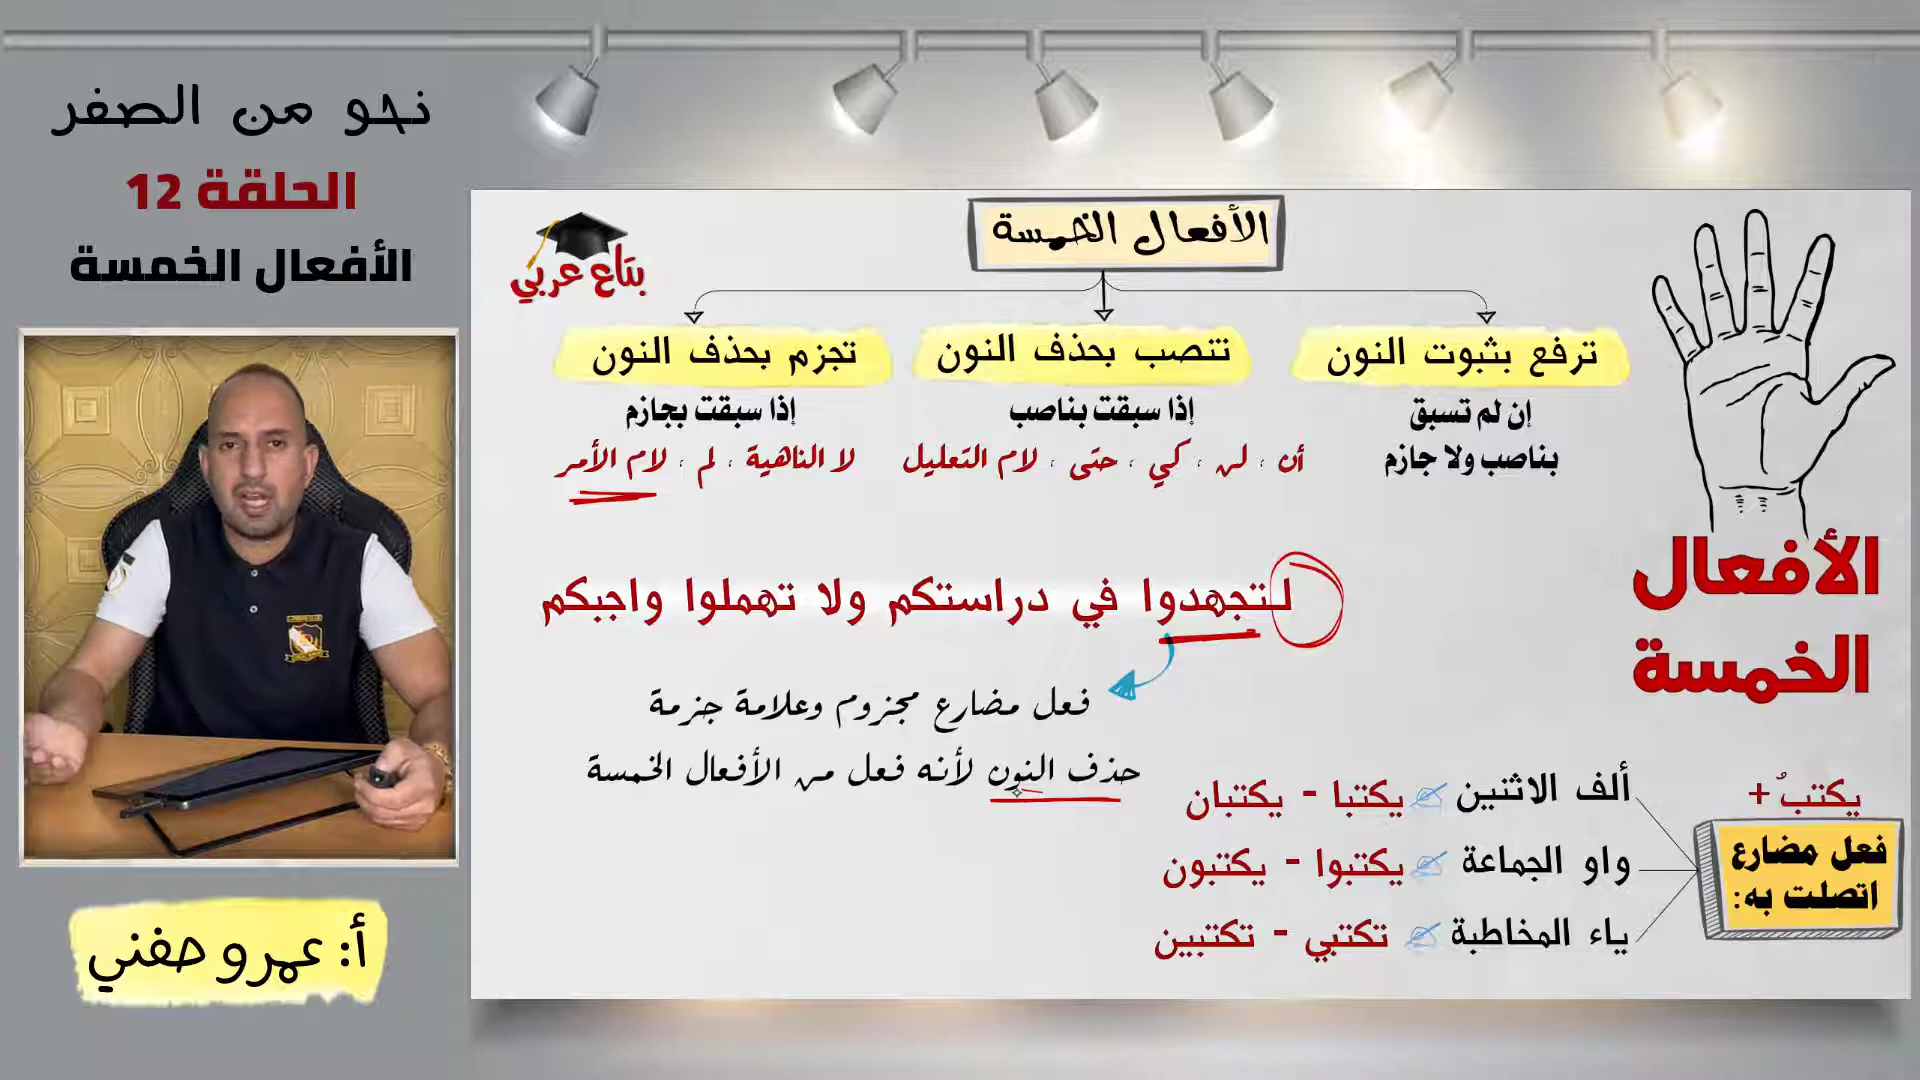 نحو من الصفر
الحلقة 12
الأفعال الخمسة
أ: عمرو حفني
بتاع عربي
الأفعال الخمسة
ترفع بثبوت النون
إن لم تسبق
بناصب ولا جازم
تنصب بحذف النون
إذا سبقت بناصب
أن ، لن ، كي ، حتى ، لام التعليل
تجزم بحذف النون
إذا سبقت بجازم
لا الناهية ، لم ، لام الأمر
لـتجهدوا في دراستكم ولا تهملوا واجبكم
فعل مضارع مجزوم وعلامة جزمة
حذف النون لأنه فعل من الأفعال الخمسة
الأفعال
الخمسة
يكتبُ +
فعل مضارع
اتصلت به:
ألف الاثنين يكتبا - يكتبان
واو الجماعة يكتبوا - يكتبون
ياء المخاطبة تكتبي - تكتبين